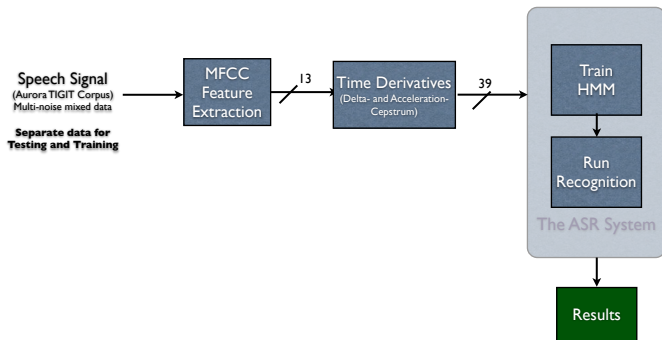 Speech Signal
(Aurora TIGIT Corpus)
Multi-noise mixed data
Separate data for
Testing and Training
MFCC
Feature
Extraction
13
Time Derivatives
(Delta- and Acceleration-
Cepstrum)
39
Train
HMM
Run
Recognition
The ASR System
Results